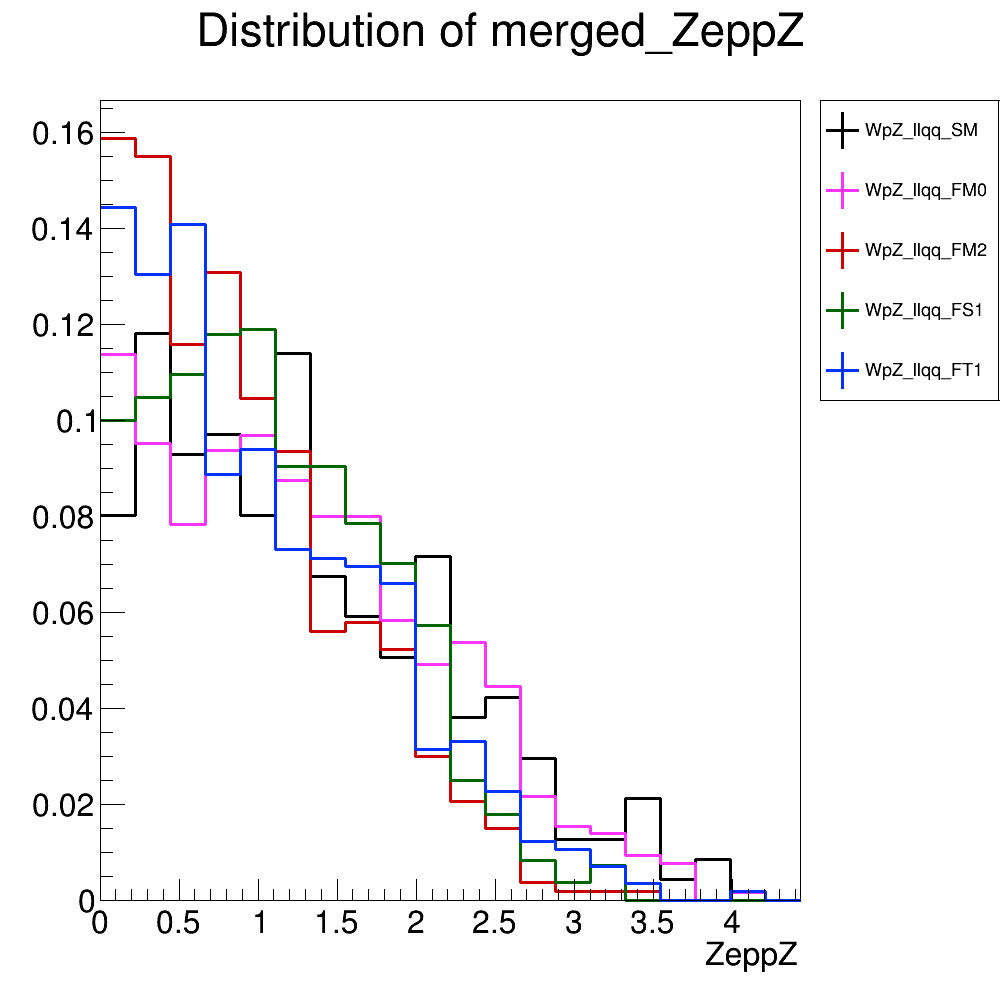 Distribution of merged_ZeppZ
0.16
0.14
0.12
0.1
0.08
0.06
0.04
0.02
0
0 0.5 1 1.5 2 2.5 3 3.5 4
ZeppZ
WpZ_llqq_SM
WpZ_llqq_FM0
WpZ_llqq_FM2
WpZ_llqq_FS1
WpZ_llqq_FT1